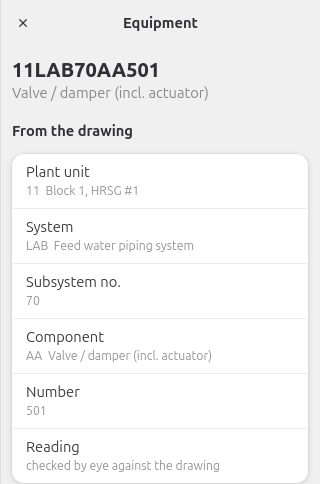 ×
Equipment
11LAB70AA501
Valve / damper (incl. actuator)
From the drawing
Plant unit
11 Block 1, HRSG #1
System
LAB Feed water piping system
Subsystem no.
70
Component
AA Valve / damper (incl. actuator)
Number
501
Reading
checked by eye against the drawing